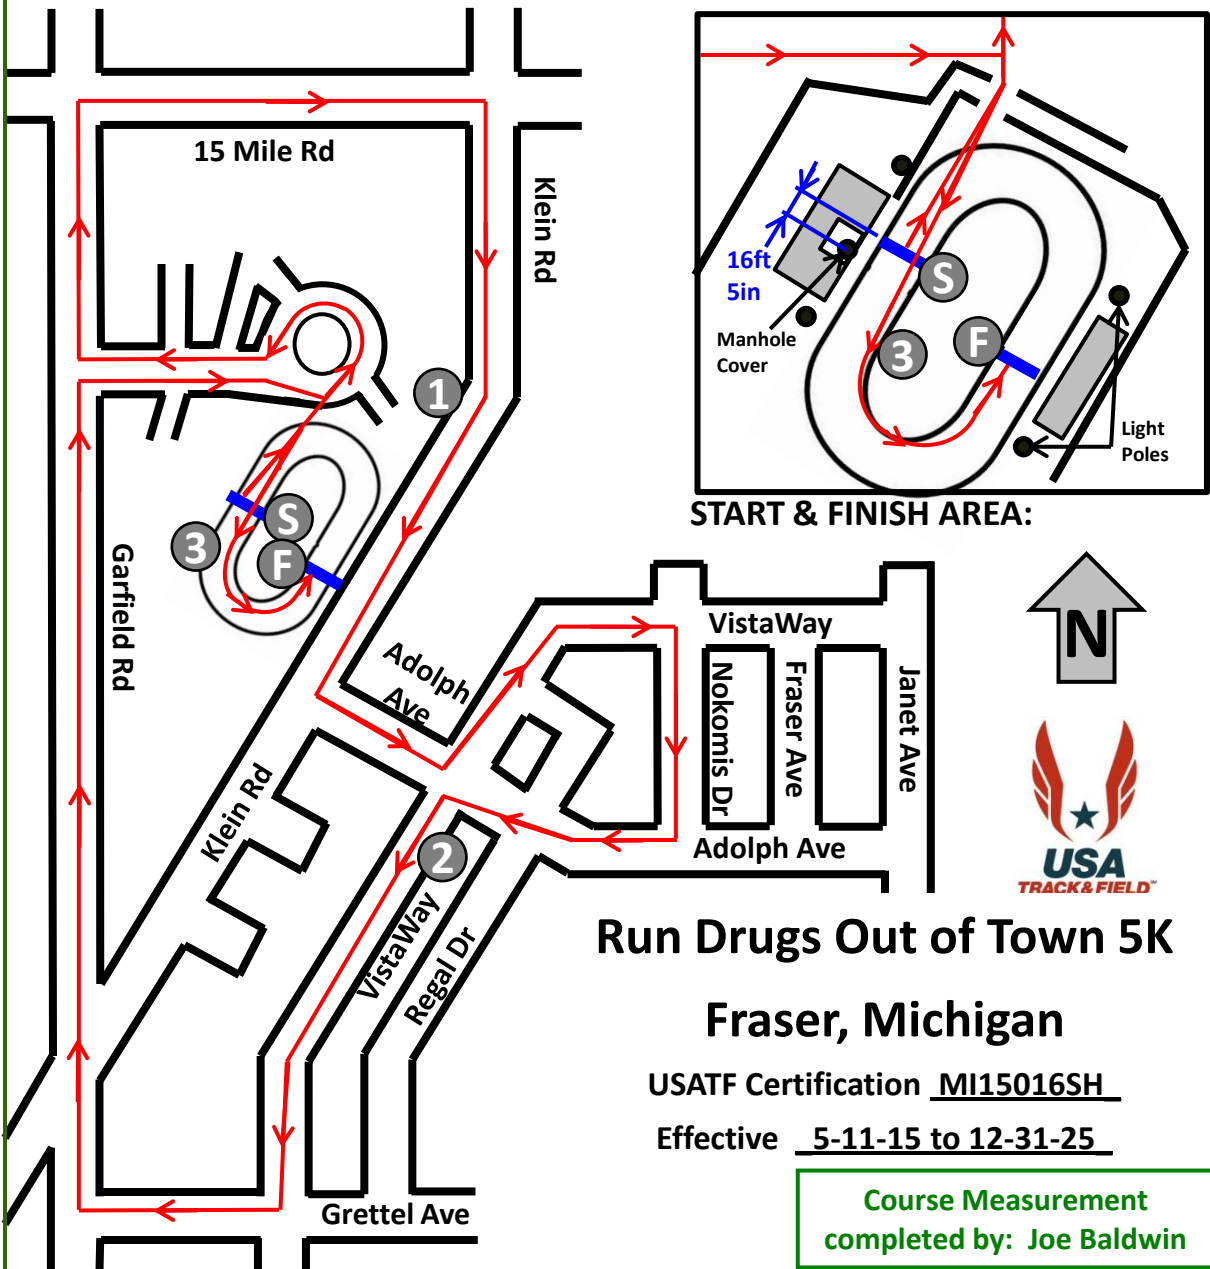 15 Mile Rd
Klein Rd
1
Garfield Rd
3
S
F
Adolph
Ave
Klein Rd
2
VistaWay
Regal Dr
Grettel Ave
16ft
5in
Manhole
Cover
S
3
F
Light
Poles
START & FINISH AREA:
N
VistaWay
Nokomis Dr
Fraser Ave
Janet Ave
Adolph Ave
USA
TRACK&FIELD™
Run Drugs Out of Town 5K
Fraser, Michigan
USATF Certification MI15016SH
Effective 5-11-15 to 12-31-25
Course Measurement
completed by: Joe Baldwin